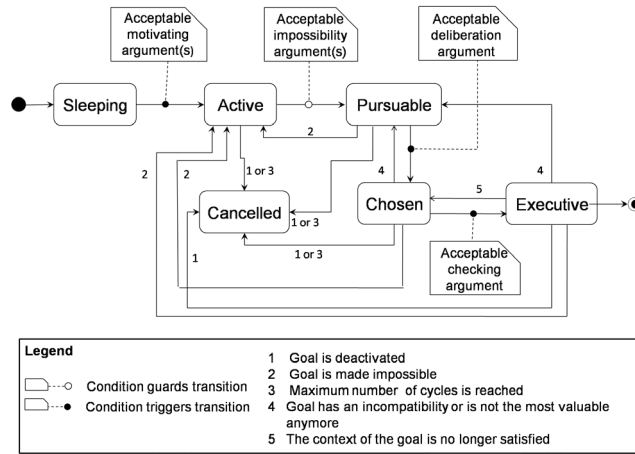 Acceptable
motivating
argument(s)
Acceptable
impossibility
argument(s)
Acceptable
deliberation
argument
Sleeping
Active
Pursuable
2
2
2
1 or 3
4
4
5
Cancelled
1 or 3
Chosen
Executive
1
1 or 3
Acceptable
checking
argument
Legend
Condition guards transition
Condition triggers transition
1 Goal is deactivated
2 Goal is made impossible
3 Maximum number of cycles is reached
4 Goal has an incompatibility or is not the most valuable
anymore
5 The context of the goal is no longer satisfied